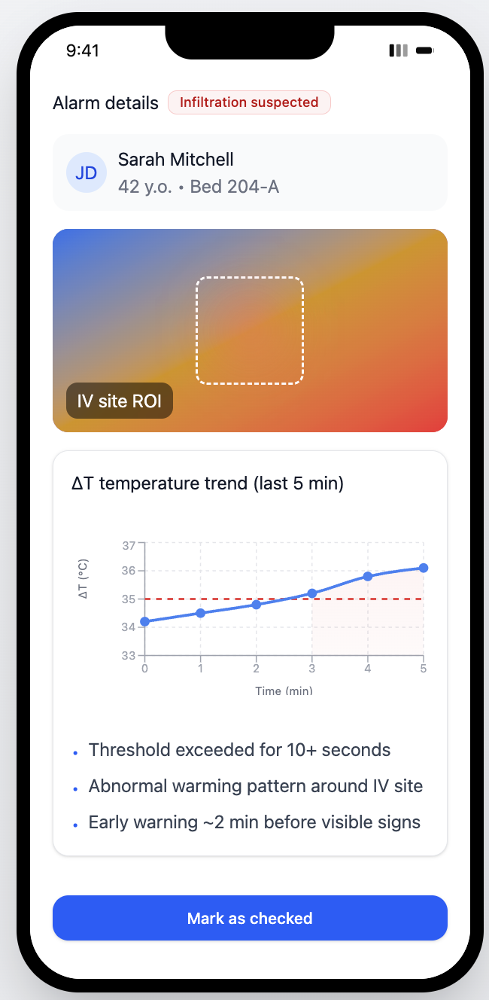 9:41
Alarm details
Infiltration suspected
JD
Sarah Mitchell
42 y.o. • Bed 204-A
IV site ROI
ΔT temperature trend (last 5 min)
37
36
35
34
33
ΔT (°C)
0 1 2 3 4 5
Time (min)
• Threshold exceeded for 10+ seconds
• Abnormal warming pattern around IV site
• Early warning ~2 min before visible signs
Mark as checked